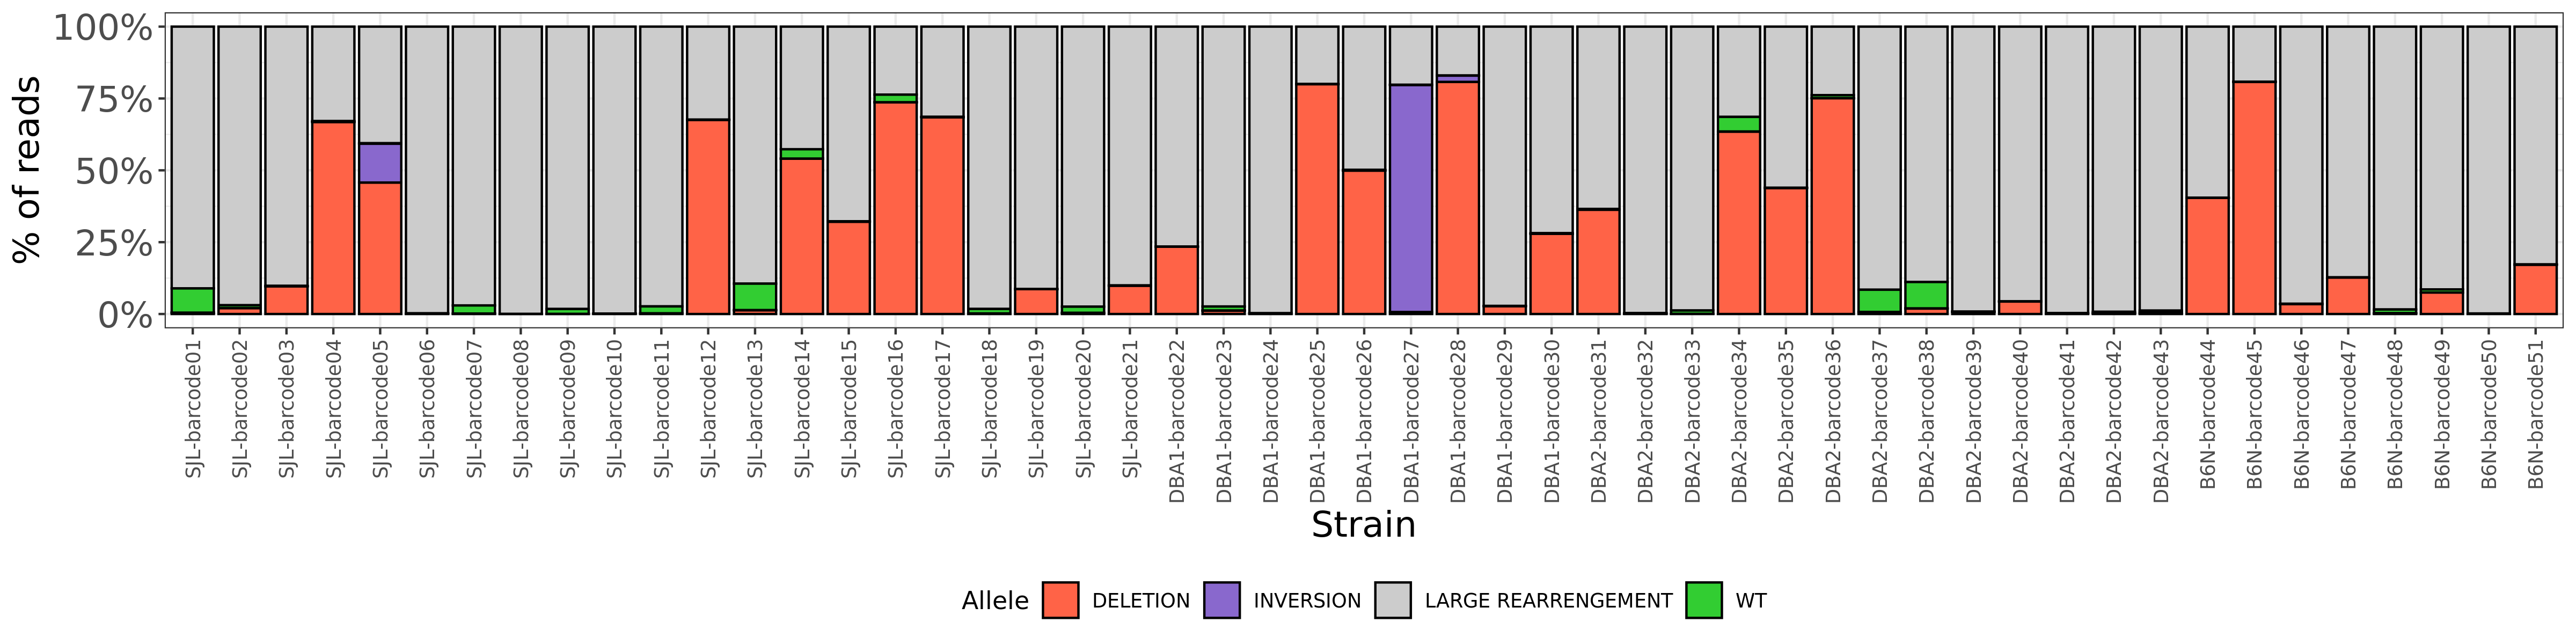 100%
75%
50%
25%
0%
% of reads
SJL-barcode01
SJL-barcode02
SJL-barcode03
SJL-barcode04
SJL-barcode05
SJL-barcode06
SJL-barcode07
SJL-barcode08
SJL-barcode09
SJL-barcode10
SJL-barcode11
SJL-barcode12
SJL-barcode13
SJL-barcode14
SJL-barcode15
SJL-barcode16
SJL-barcode17
SJL-barcode18
SJL-barcode19
SJL-barcode20
SJL-barcode21
DBA1-barcode22
DBA1-barcode23
DBA1-barcode24
DBA1-barcode25
DBA1-barcode26
DBA1-barcode27
DBA1-barcode28
DBA1-barcode29
DBA1-barcode30
DBA1-barcode31
DBA2-barcode32
DBA2-barcode33
DBA2-barcode34
DBA2-barcode35
DBA2-barcode36
DBA2-barcode37
DBA2-barcode38
DBA2-barcode39
DBA2-barcode40
DBA2-barcode41
DBA2-barcode42
DBA2-barcode43
B6N-barcode44
B6N-barcode45
B6N-barcode46
B6N-barcode47
B6N-barcode48
B6N-barcode49
B6N-barcode50
B6N-barcode51
Strain
Allele DELETION INVERSION LARGE REARRENGEMENT WT